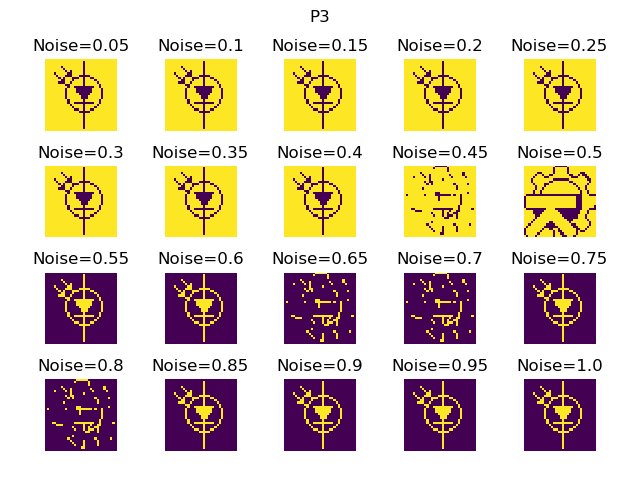 P3
Noise=0.05 Noise=0.1 Noise=0.15 Noise=0.2 Noise=0.25
Noise=0.3 Noise=0.35 Noise=0.4 Noise=0.45 Noise=0.5
Noise=0.55 Noise=0.6 Noise=0.65 Noise=0.7 Noise=0.75
Noise=0.8 Noise=0.85 Noise=0.9 Noise=0.95 Noise=1.0